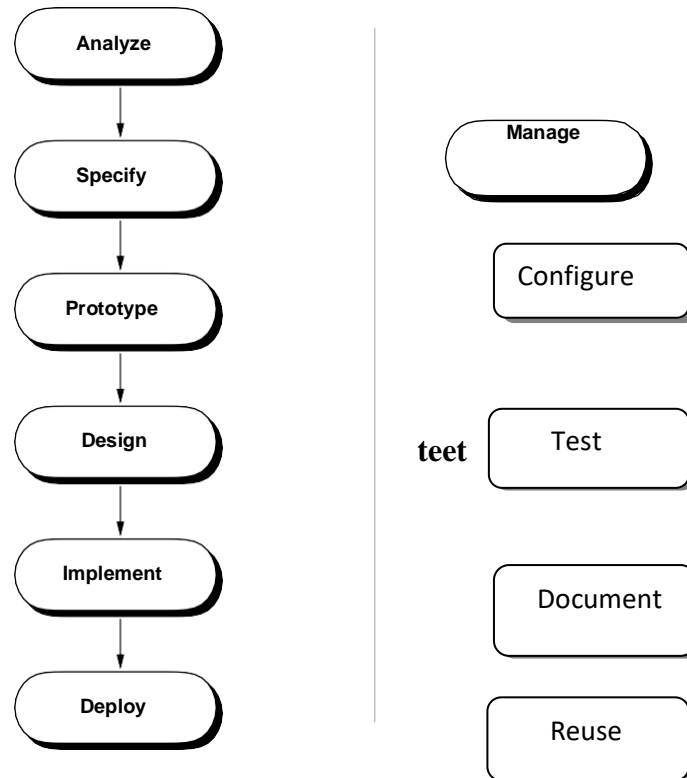 Analyze
Specify
Prototype
Design
Implement
Deploy
Manage
Configure
teet
Test
Document
Reuse